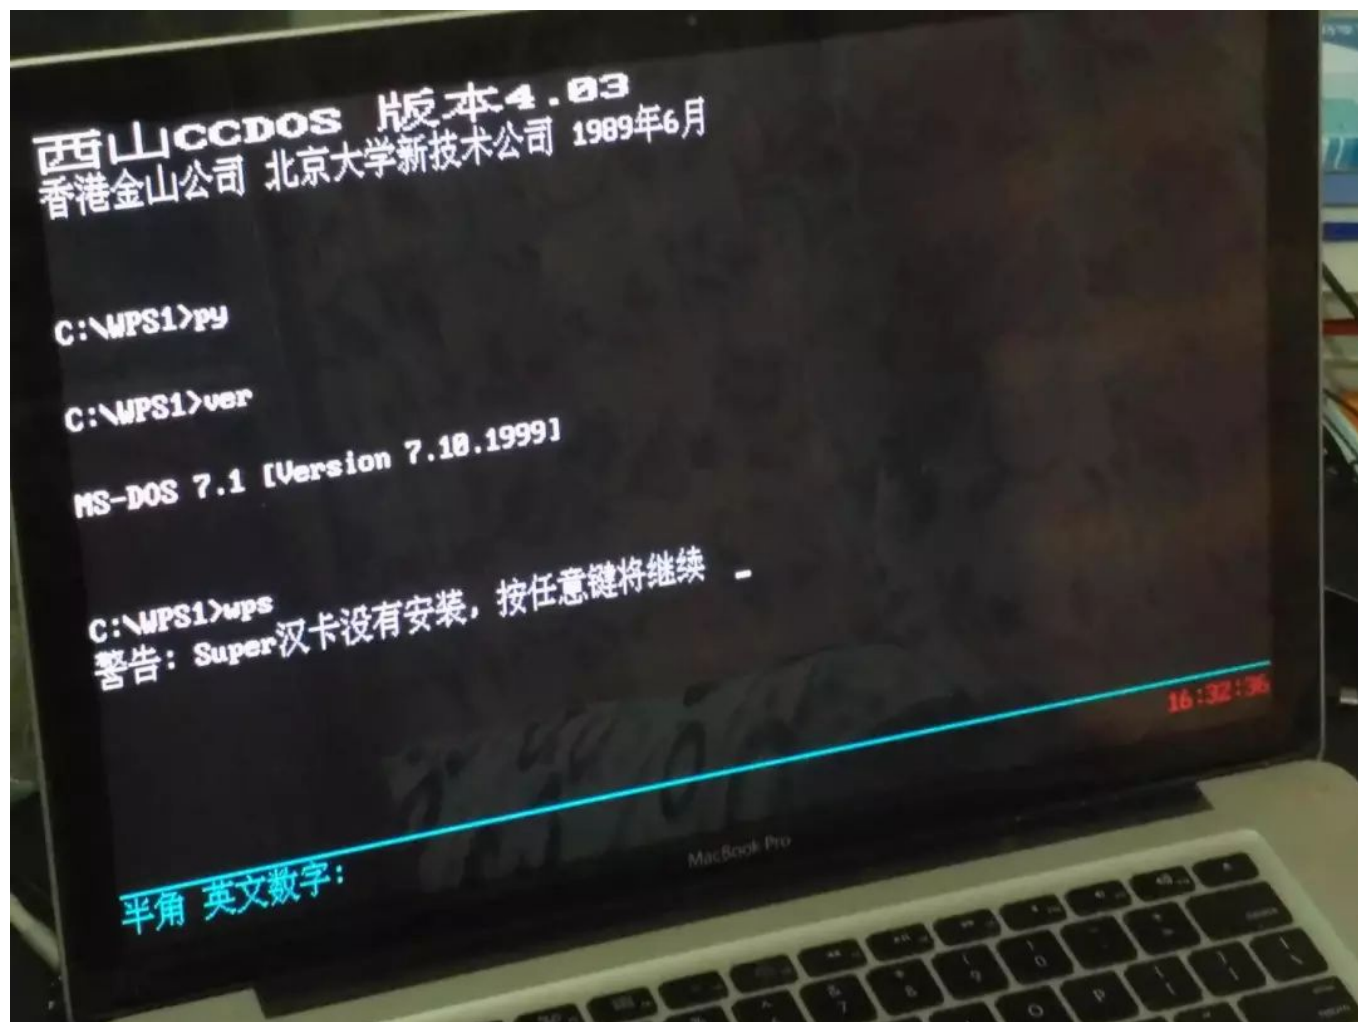 西山CCDOS 版本4.03
香港金山公司 北京大学新技术公司 1989年6月
C:\WPS1>py
C:\WPS1>ver
MS-DOS 7.1 [Version 7.10.1999]
C:\WPS1>wps
警告: Super汉卡没有安装, 按任意键将继续 _
16:32:36
半角 英文数字:
MacBook Pro